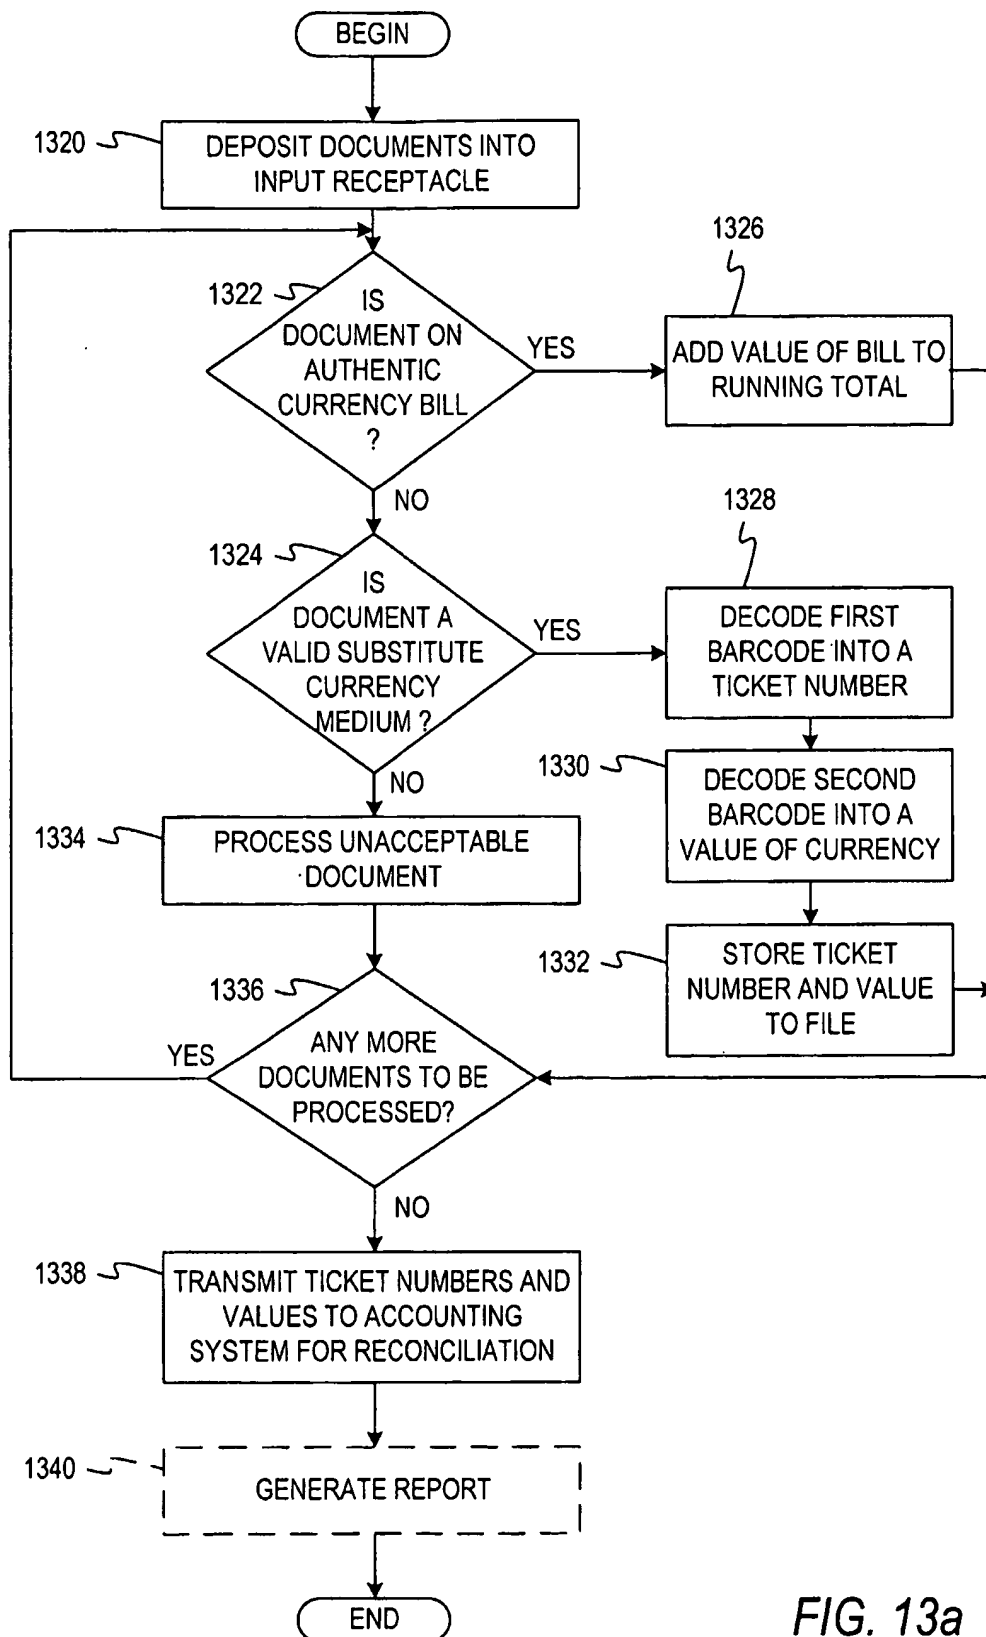 BEGIN
1320
DEPOSIT DOCUMENTS INTO
INPUT RECEPTACLE
1322
IS
DOCUMENT ON
AUTHENTIC
CURRENCY BILL
?
YES
1326
ADD VALUE OF BILL TO
RUNNING TOTAL
NO
1324
IS
DOCUMENT A
VALID SUBSTITUTE
CURRENCY
MEDIUM ?
YES
1328
DECODE FIRST
BARCODE INTO A
TICKET NUMBER
1330
DECODE SECOND
BARCODE INTO A
VALUE OF CURRENCY
1332
STORE TICKET
NUMBER AND VALUE
TO FILE
NO
1334
PROCESS UNACCEPTABLE
DOCUMENT
1336
ANY MORE
DOCUMENTS TO BE
PROCESSED?
YES
NO
1338
TRANSMIT TICKET NUMBERS AND
VALUES TO ACCOUNTING
SYSTEM FOR RECONCILIATION
1340
GENERATE REPORT
END
FIG. 13a